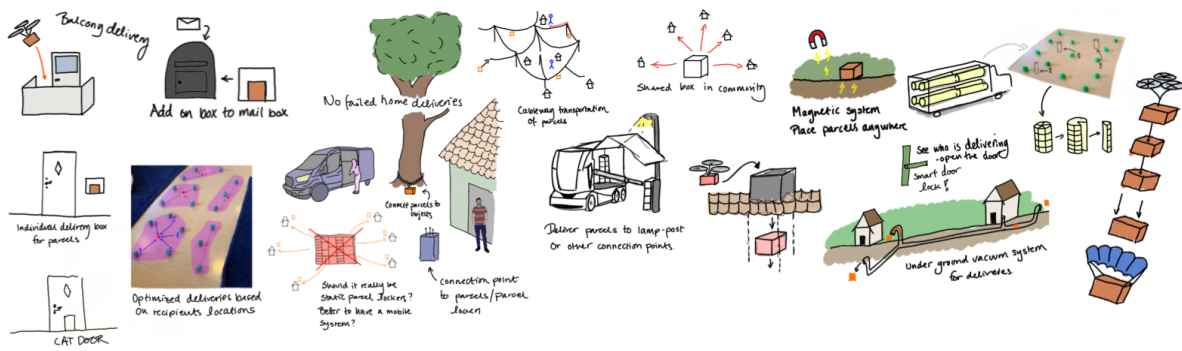 Balcony delivery
Add on box to mail box
No failed home deliveries
Cableway transportation
of parcels
Shared box in community
Magnetic system
Place parcels anywhere
See who is delivering
-open the door
smart door
lock!
Individual delivery box
for parcels
Connect parcels to
objects
Deliver parcels to lamp-post
Or other connection points.
Under ground vacuum system
for deliveries
Optimized deliveries based
on recipients locations
Should it really be
static parcel lockers?
Better to have a mobile
system?
connection point
to parcels/parcel
CAT DOOR